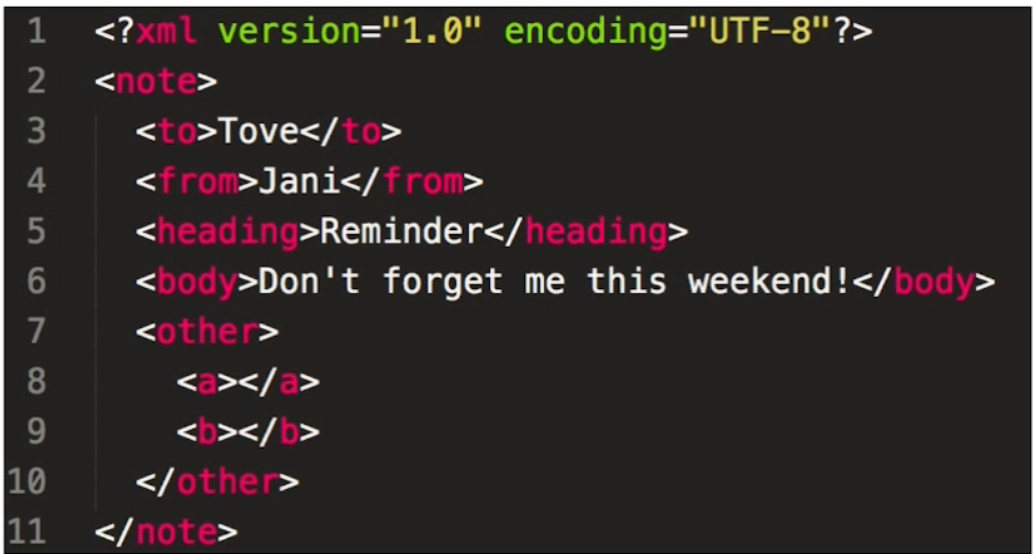 1 <?xml version="1.0" encoding="UTF-8"?>
2 <note>
3 <to>Tove</to>
4 <from>Jani</from>
5 <heading>Reminder</heading>
6 <body>Don't forget me this weekend!</body>
7 <other>
8 <a></a>
9 <b></b>
10 </other>
11 </note>